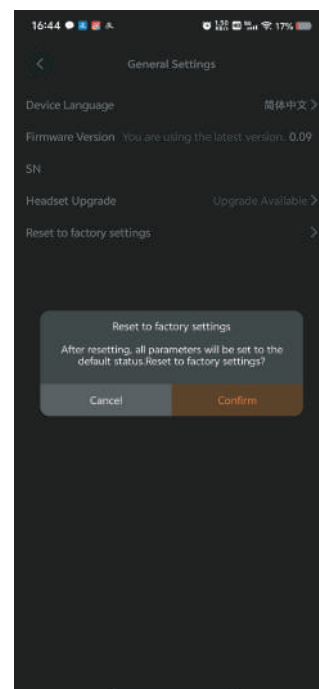 16:44
17%
General Settings
Device Language 简体中文
Firmware Version You are using the latest version. 0.09
SN
Headset Upgrade Upgrade Available
Reset to factory settings
Reset to factory settings
After resetting, all parameters will be set to the
default status.Reset to factory settings?
Cancel Confirm